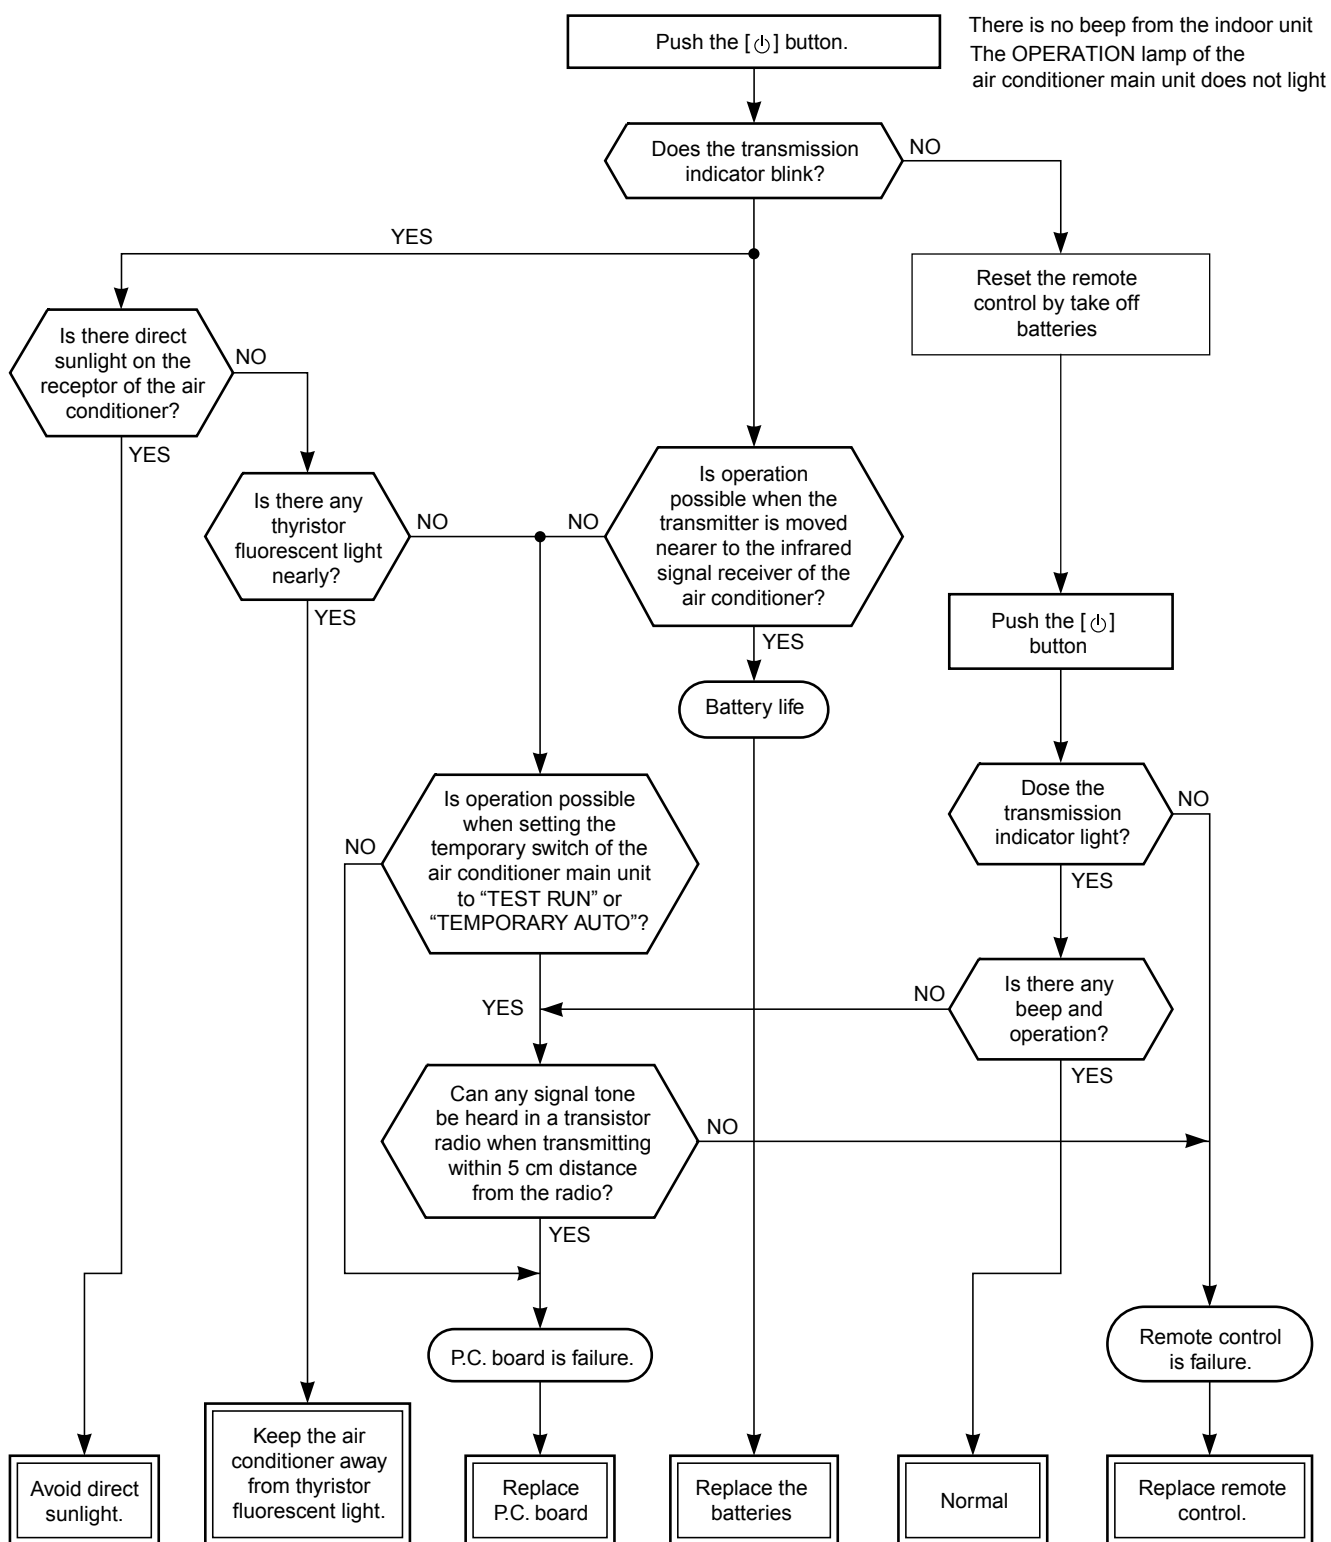 Push the [⏻] button.
There is no beep from the indoor unit
The OPERATION lamp of the
air conditioner main unit does not light
Does the transmission
indicator blink?
NO
YES
Reset the remote
control by take off
batteries
Is there direct
sunlight on the
receptor of the air
conditioner?
NO
YES
Is there any
thyristor
fluorescent light
nearly?
NO
YES
Is operation
possible when the
transmitter is moved
nearer to the infrared
signal receiver of the
air conditioner?
NO
YES
Push the [⏻]
button
Battery life
Is operation possible
when setting the
temporary switch of the
air conditioner main unit
to “TEST RUN” or
“TEMPORARY AUTO”?
NO
YES
Dose the
transmission
indicator light?
NO
YES
Is there any
beep and
operation?
NO
YES
Can any signal tone
be heard in a transistor
radio when transmitting
within 5 cm distance
from the radio?
NO
YES
P.C. board is failure.
Remote control
is failure.
Avoid direct
sunlight.
Keep the air
conditioner away
from thyristor
fluorescent light.
Replace
P.C. board
Replace the
batteries
Normal
Replace remote
control.